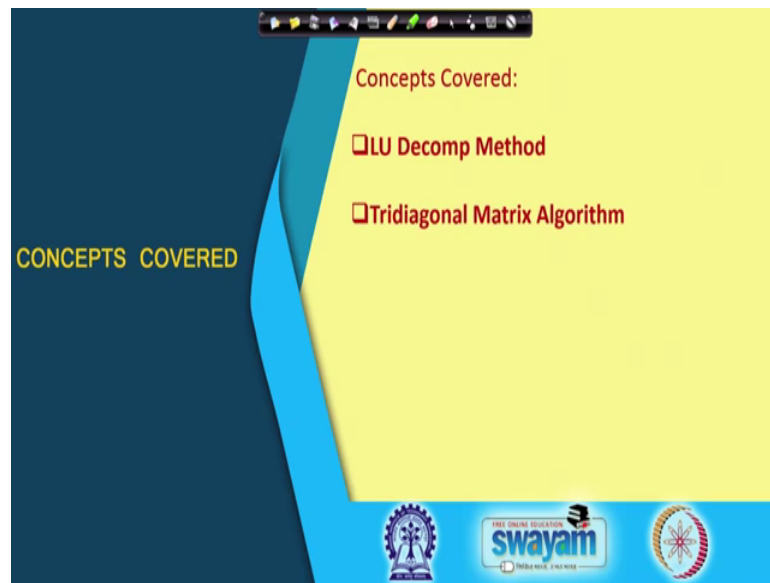 Concepts Covered:
❑LU Decomp Method
❑Tridiagonal Matrix Algorithm
CONCEPTS COVERED
FREE ONLINE EDUCATION
swayam